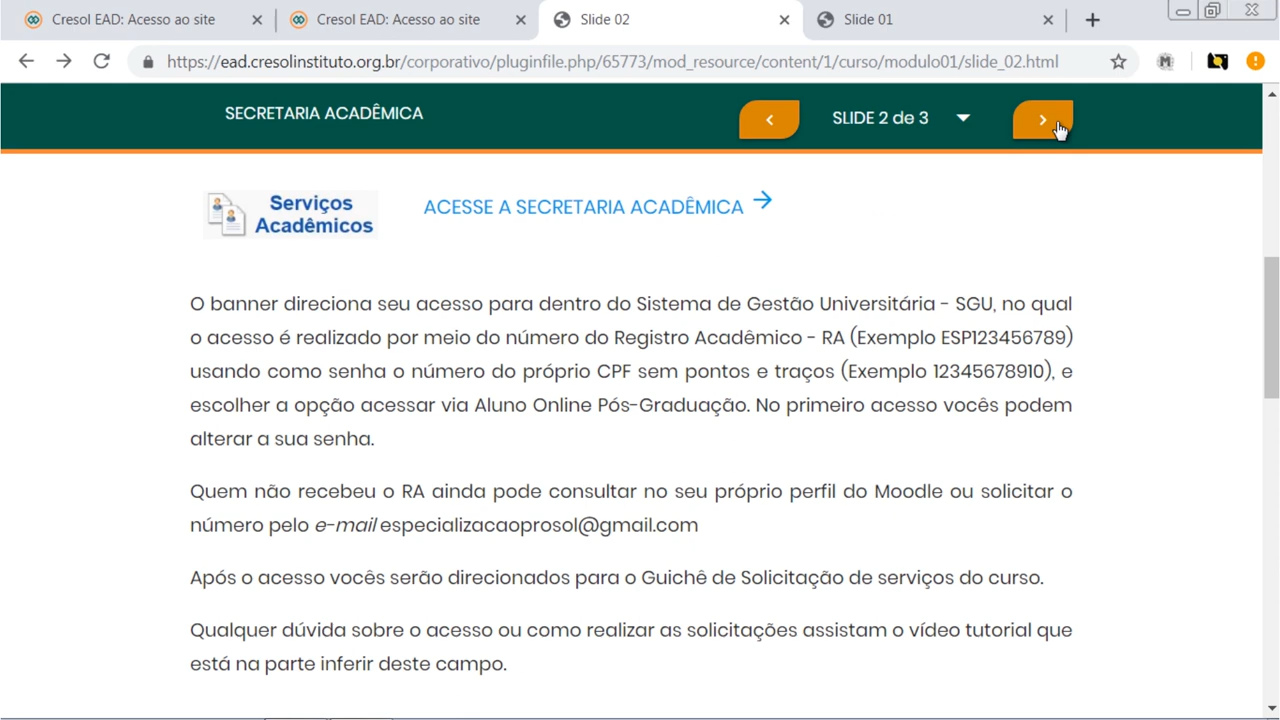 Cresol EAD: Acesso ao site
Cresol EAD: Acesso ao site
Slide 02
Slide 01
https://ead.cresolinstituto.org.br/corporativo/pluginfile.php/65773/mod_resource/content/1/curso/modulo01/slide_02.html
SECRETARIA ACADÊMICA
SLIDE 2 de 3
Serviços
Acadêmicos
ACESSE A SECRETARIA ACADÊMICA
O banner direciona seu acesso para dentro do Sistema de Gestão Universitária - SGU, no qual
o acesso é realizado por meio do número do Registro Acadêmico - RA (Exemplo ESP123456789)
usando como senha o número do próprio CPF sem pontos e traços (Exemplo 12345678910), e
escolher a opção acessar via Aluno Online Pós-Graduação. No primeiro acesso vocês podem
alterar a sua senha.
Quem não recebeu o RA ainda pode consultar no seu próprio perfil do Moodle ou solicitar o
número pelo e-mail especializacaoprosol@gmail.com
Após o acesso vocês serão direcionados para o Guichê de Solicitação de serviços do curso.
Qualquer dúvida sobre o acesso ou como realizar as solicitações assistam o vídeo tutorial que
está na parte inferir deste campo.